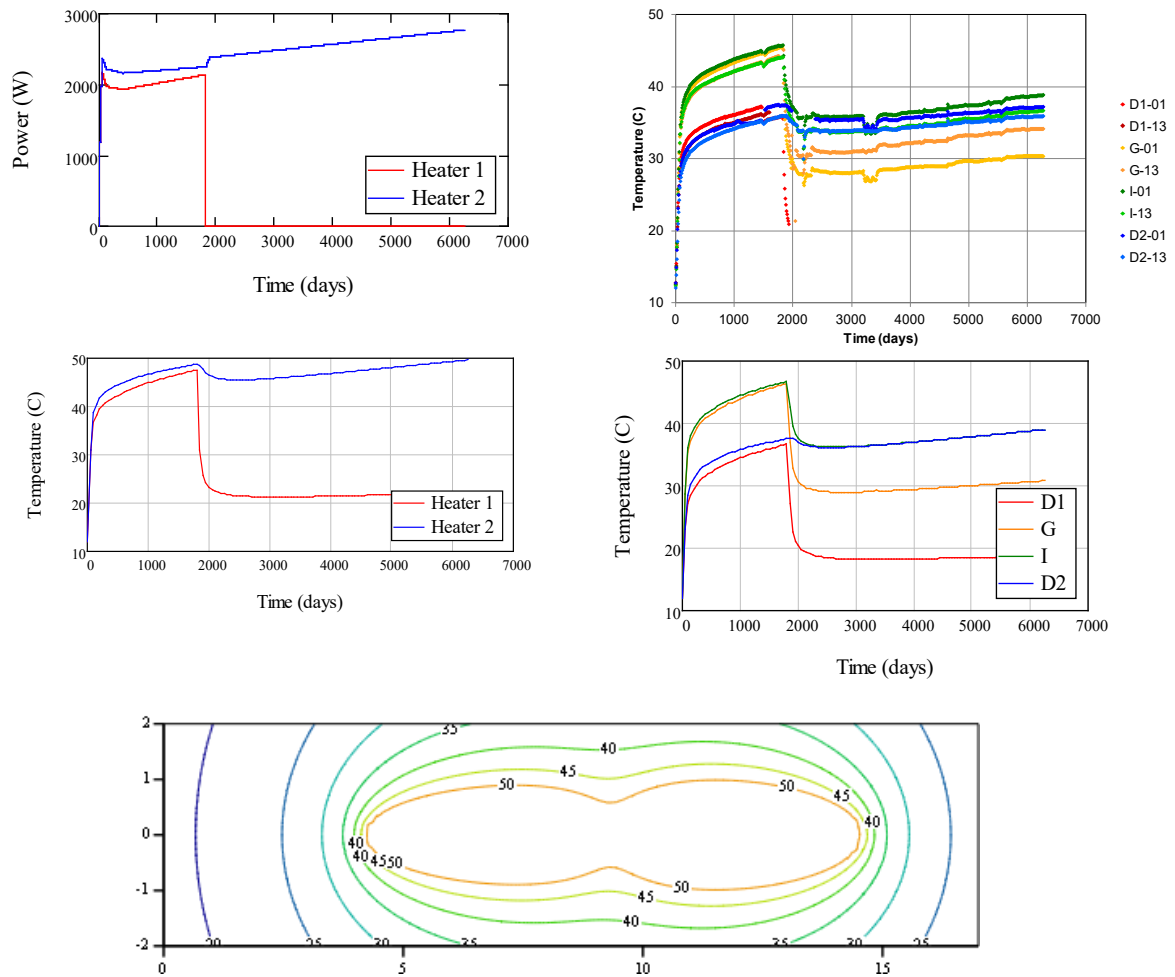 3000
2000
1000
0
Power (W)
Heater 1
Heater 2
0 1000 2000 3000 4000 5000 6000 7000
Time (days)
50
40
30
20
10
Temperature (C)
0 1000 2000 3000 4000 5000 6000 7000
Time (days)
D1-01
D1-13
G-01
G-13
I-01
I-13
D2-01
D2-13
50
40
30
20
10
Temperature (C)
Heater 1
Heater 2
0 1000 2000 3000 4000 5000 6000 7000
Time (days)
50
40
30
20
10
Temperature (C)
D1
G
I
D2
0 1000 2000 3000 4000 5000 6000 7000
Time (days)
2
1
0
-1
-2
35 40 35
45 45
50 50 45
40 40
40 4550
50 50
45 45
40 40
35 35
0 5 10 15